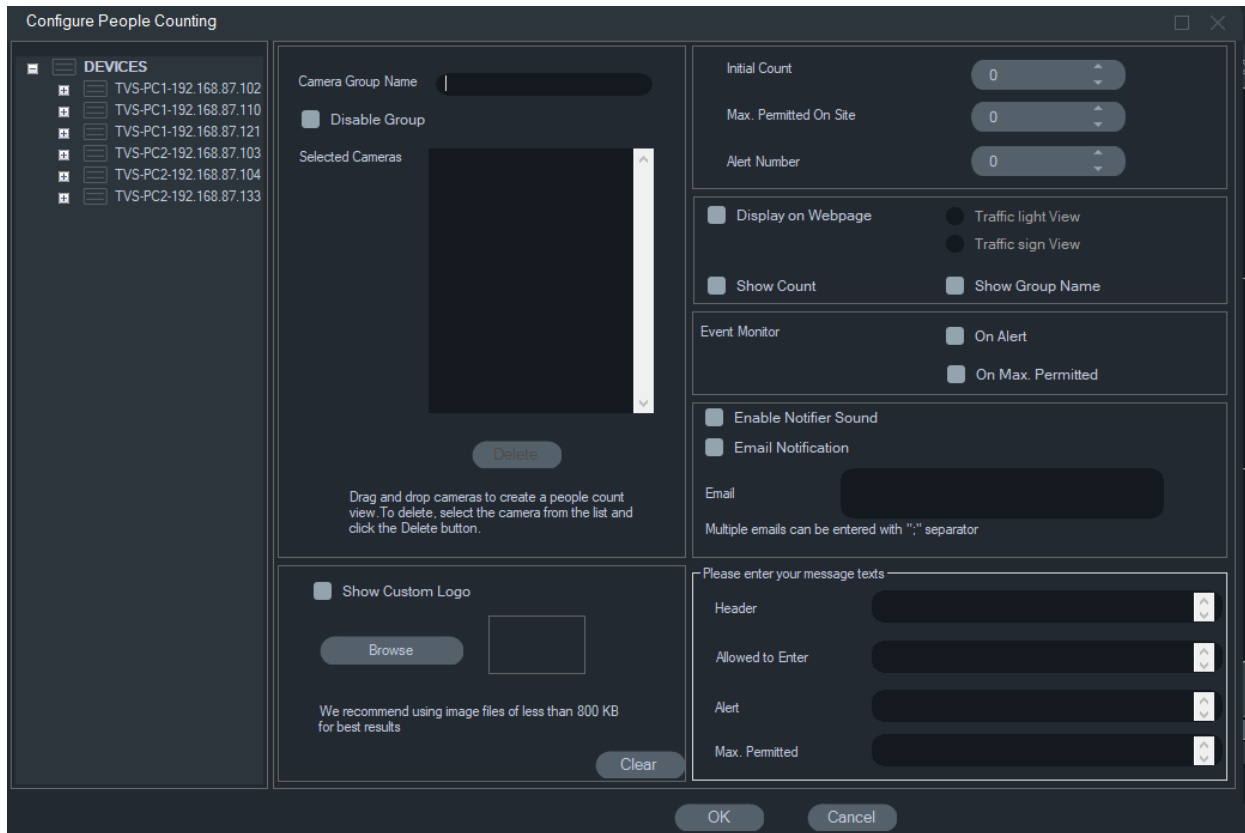 Configure People Counting
DEVICES
TVS-PC1-192.168.87.102
TVS-PC1-192.168.87.110
TVS-PC1-192.168.87.121
TVS-PC2-192.168.87.103
TVS-PC2-192.168.87.104
TVS-PC2-192.168.87.133
Camera Group Name
Disable Group
Selected Cameras
Delete
Drag and drop cameras to create a people count
view.To delete, select the camera from the list and
click the Delete button.
Show Custom Logo
Browse
We recommend using image files of less than 800 KB
for best results
Clear
Initial Count
0
Max. Permitted On Site
0
Alert Number
0
Display on Webpage
Traffic light View
Traffic sign View
Show Count
Show Group Name
Event Monitor
On Alert
On Max. Permitted
Enable Notifier Sound
Email Notification
Email
Multiple emails can be entered with ";" separator
Please enter your message texts
Header
Allowed to Enter
Alert
Max. Permitted
OK
Cancel